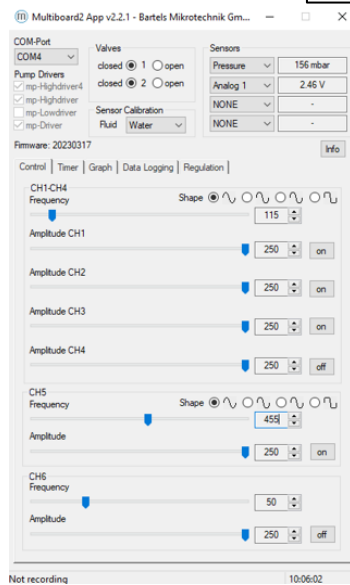 Multiboard2 App v2.2.1 - Bartels Mikrotechnik Gm...
COM-Port
COM4
Pump Drivers
mp-Highdriver4
mp-Highdriver
mp-Lowdriver
mp-Driver
Valves
closed 1 open
closed 2 open
Sensor Calibration
Fluid Water
Sensors
Pressure 156 mbar
Analog 1 2.46 V
NONE -
NONE -
Firmware: 20230317
Info
Control Timer Graph Data Logging Regulation
CH1-CH4
Frequency Shape
115
Amplitude CH1
250 on
Amplitude CH2
250 on
Amplitude CH3
250 on
Amplitude CH4
250 off
CH5
Frequency Shape
455
Amplitude
250 on
CH6
Frequency
50
Amplitude
250 off
Not recording 10:06:02